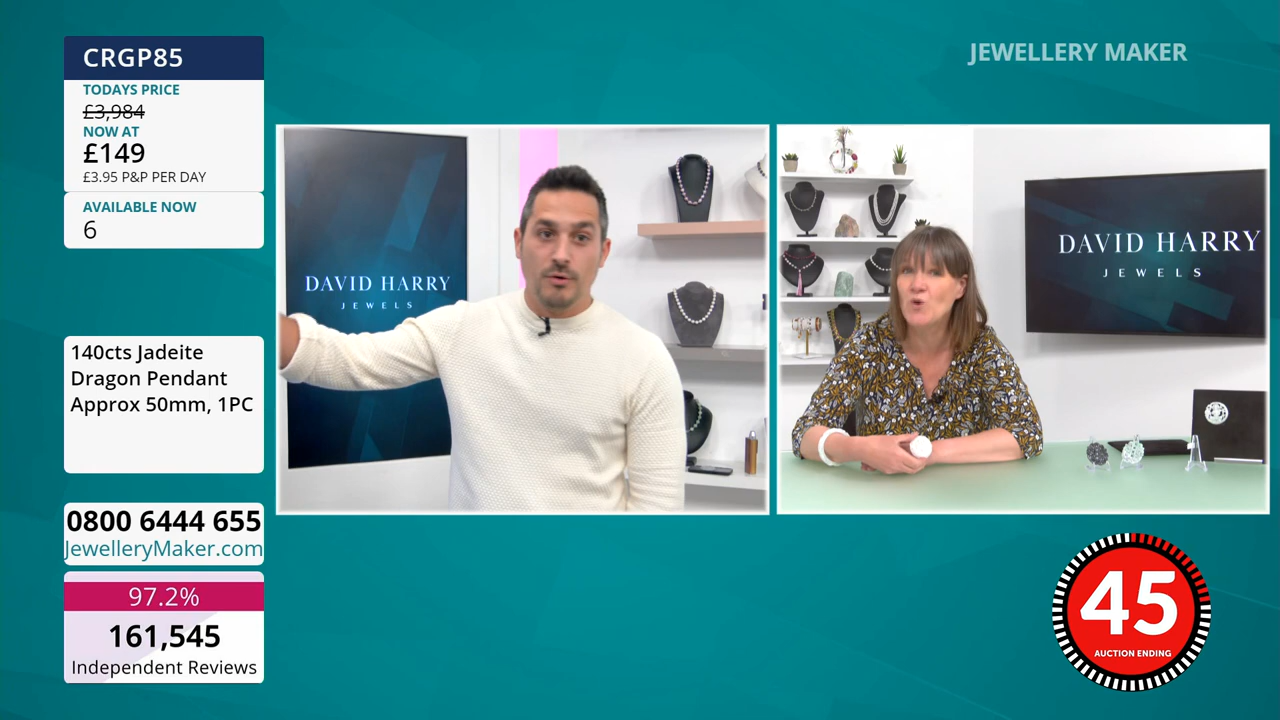 CRGP85
TODAYS PRICE
£3,984
NOW AT
£149
£3.95 P&P PER DAY
AVAILABLE NOW
6
140cts Jadeite
Dragon Pendant
Approx 50mm, 1PC
0800 6444 655
JewelleryMaker.com
97.2%
161,545
Independent Reviews
JEWELLERY MAKER
DAVID HARRY
JEWELS
DAVID HARRY
JEWELS
45
AUCTION ENDING